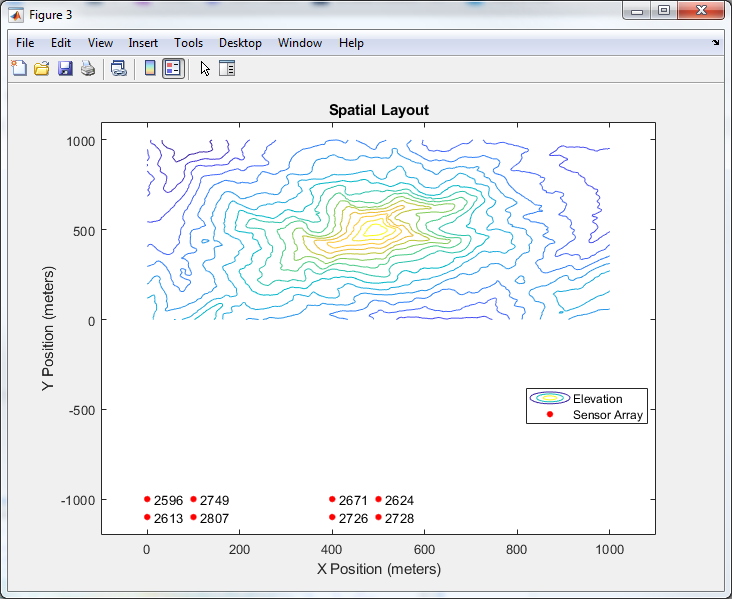 Figure 3
File Edit View Insert Tools Desktop Window Help
Spatial Layout
1000
500
0
-500
-1000
Y Position (meters)
Elevation
Sensor Array
2596 2749 2671 2624
2613 2807 2726 2728
0 200 400 600 800 1000
X Position (meters)